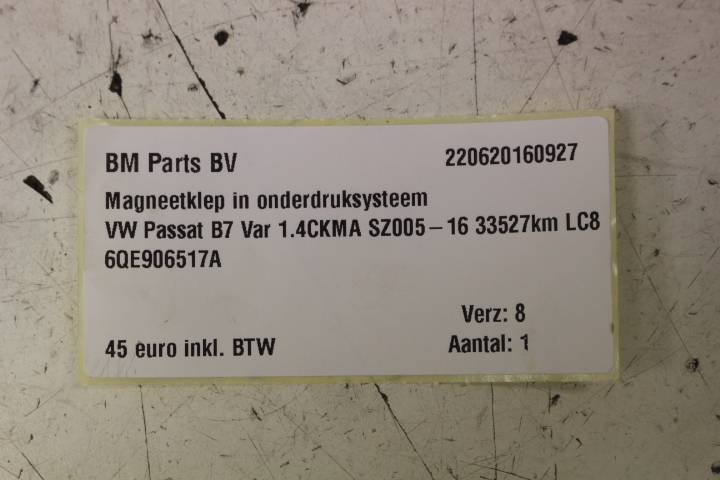 BM Parts BV 220620160927
Magneetklep in onderdruksysteem
VW Passat B7 Var 1.4CKMA SZ005-16 33527km LC8
6QE906517A
Verz: 8
45 euro inkl. BTW Aantal: 1